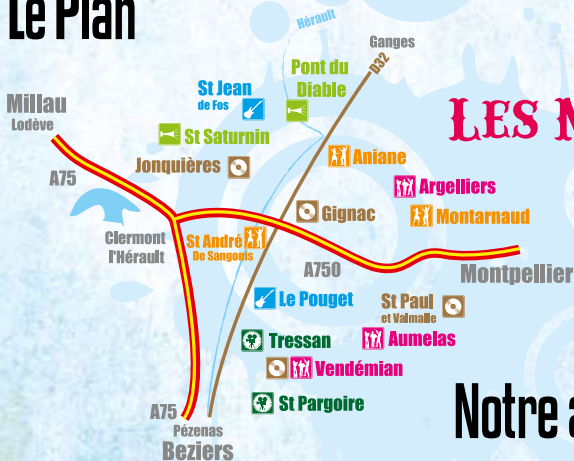 Le Plan
Hérault
Ganges
D32
Pont du
Diable
St Jean
de Fos
Millau
Lodève
LES M
St Saturnin
Jonquières
Aniane
A75
Argelliers
Gignac
Montarnaud
Clermont
l'Hérault
St André
De Sangonis
A750
Montpellier
Le Pouget
St Paul
et Valmalle
Tressan
Aumelas
Vendémian
St Pargoire
A75
Pézenas
Beziers
Notre a